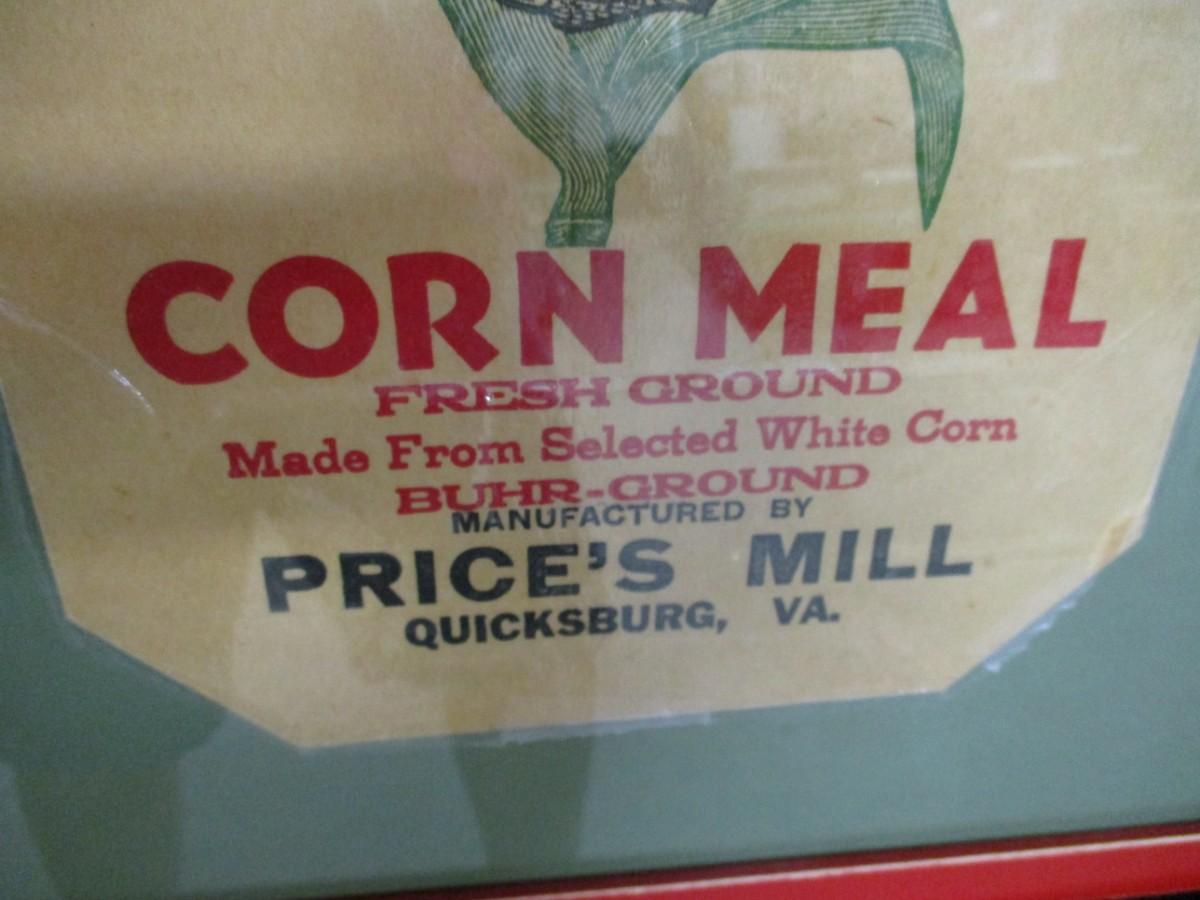 CORN MEAL
FRESH GROUND
Made From Selected White Corn
BUHR-GROUND
MANUFACTURED BY
PRICE'S MILL
QUICKSBURG, VA.